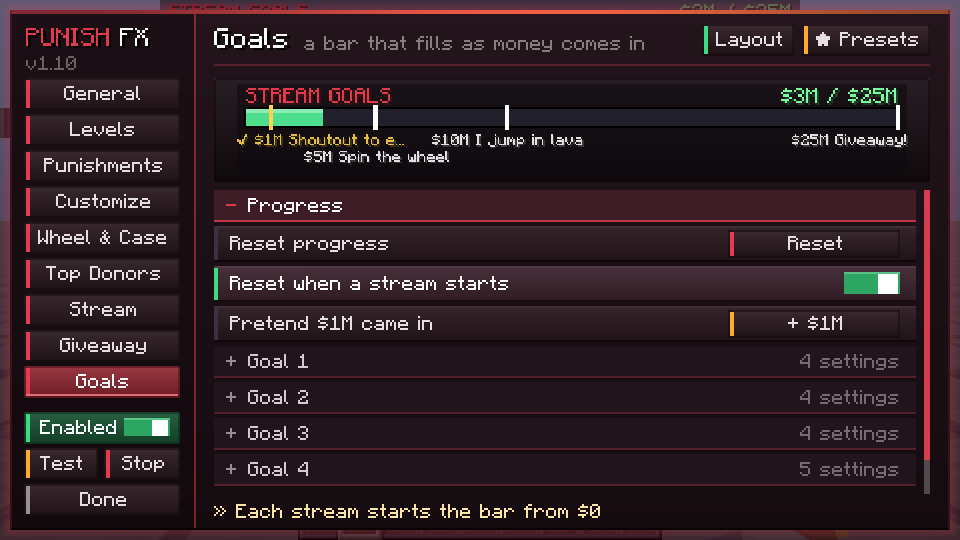 PUNISH FX
v1.10
General
Levels
Punishments
Customize
Wheel & Case
Top Donors
Stream
Giveaway
Goals
Enabled
Test
Stop
Done
Goals a bar that fills as money comes in
Layout
Presets
STREAM GOALS
$3M / $25M
✓ $1M Shoutout to e...
$10M I jump in lava
$25M Giveaway!
$5M Spin the wheel
− Progress
Reset progress
Reset
Reset when a stream starts
Pretend $1M came in
+ $1M
+ Goal 1
4 settings
+ Goal 2
4 settings
+ Goal 3
4 settings
+ Goal 4
5 settings
» Each stream starts the bar from $0